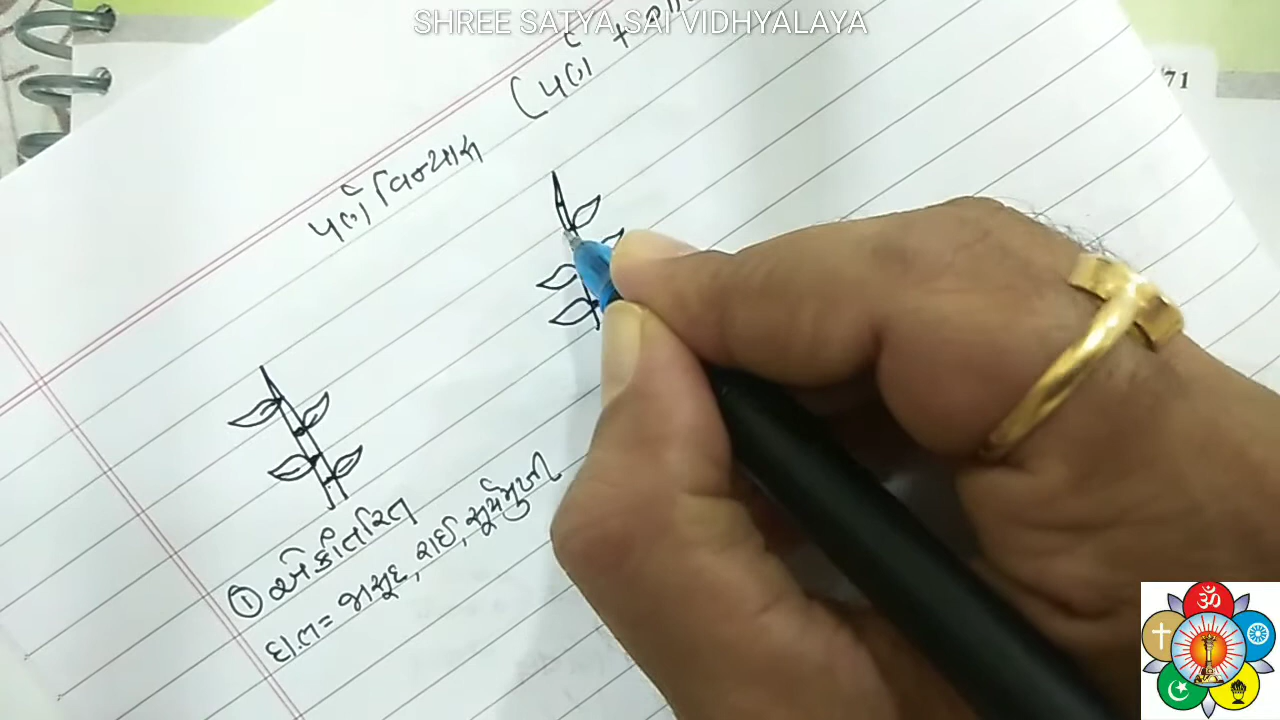 SHREE SATYA SAI VIDHYALAYA
71
(પર્ણ +
પર્ણ વિન્યાસ
① એકાંતરિત
દા.ત = જાસૂદ, રાઈ, સૂર્યમુખી